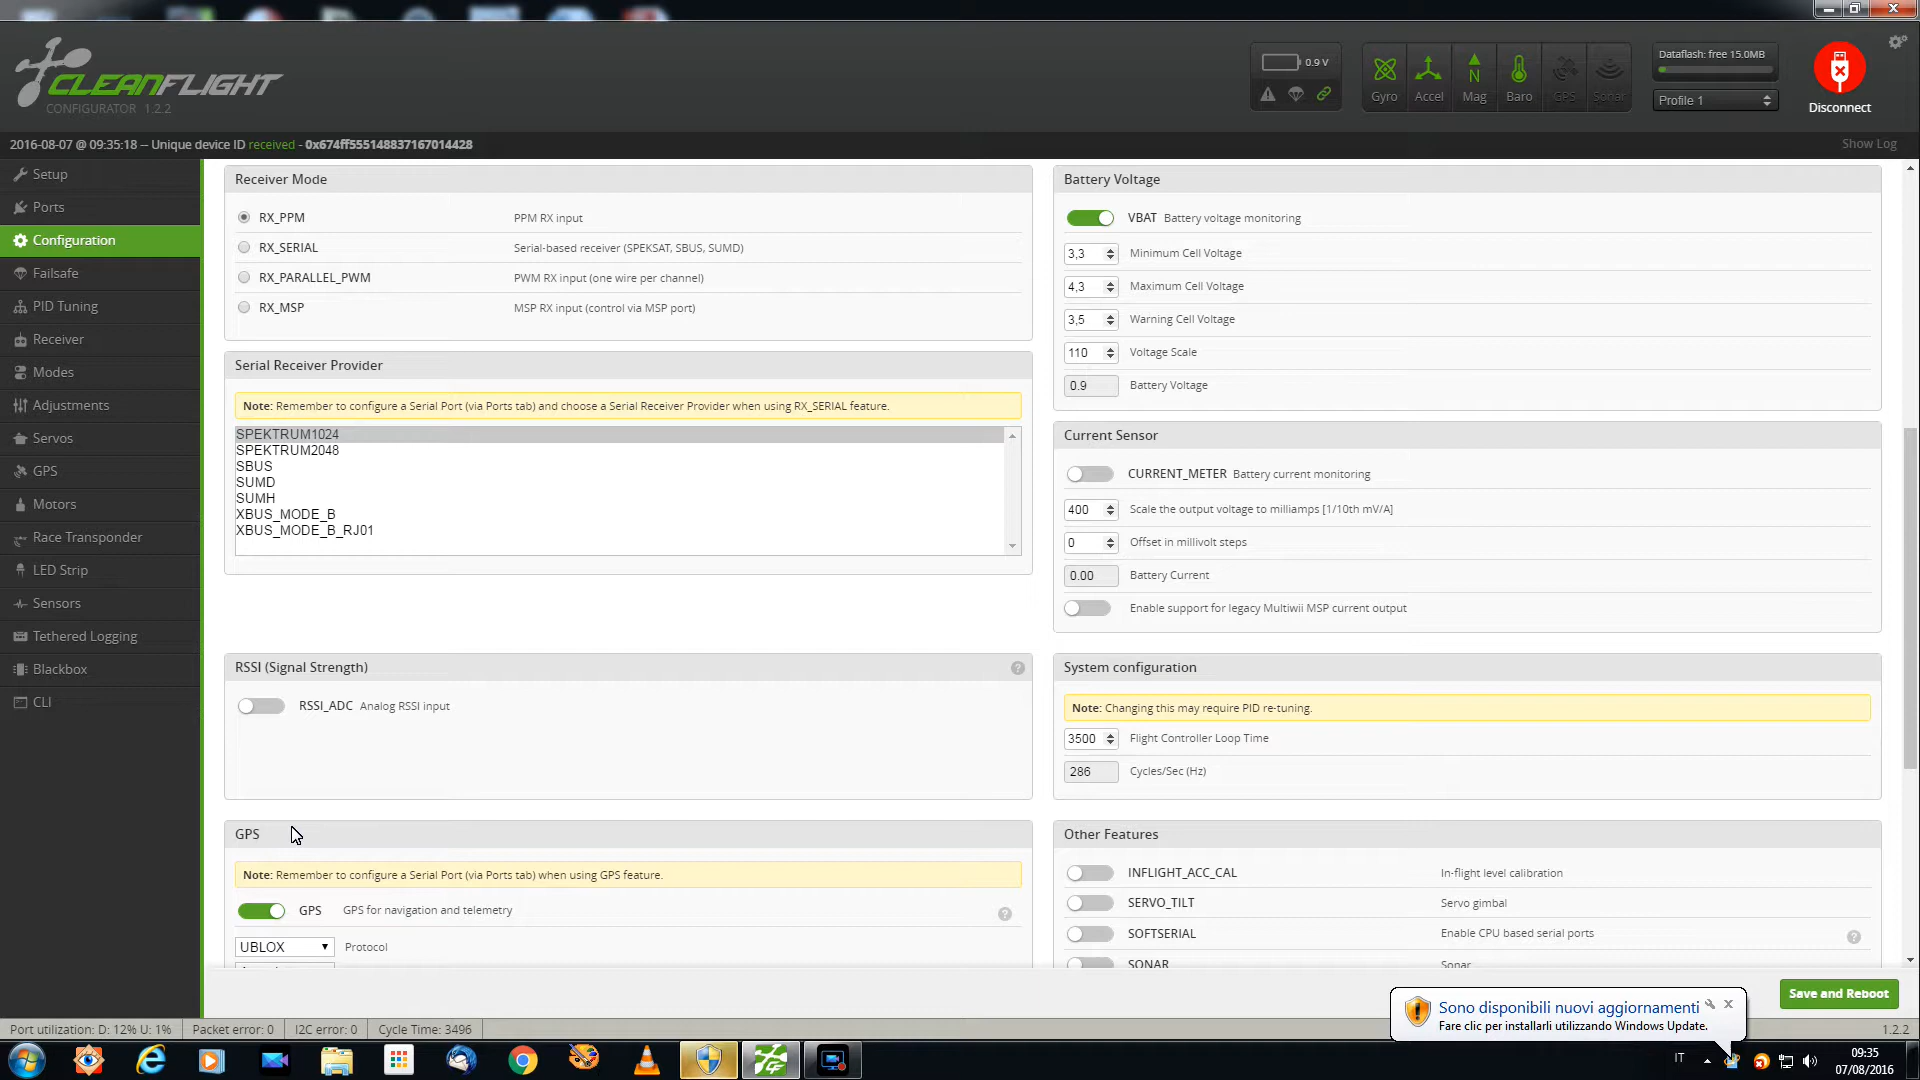 CLEANFLIGHT
CONFIGURATOR 1.2.2
0.9 V
Gyro
Accel
Mag
Baro
GPS
Sonar
Dataflash: free 15.0MB
Profile 1
Disconnect
2016-08-07 @ 09:35:18 -- Unique device ID received - 0x674ff555148837167014428
Show Log
Setup
Ports
Configuration
Failsafe
PID Tuning
Receiver
Modes
Adjustments
Servos
GPS
Motors
Race Transponder
LED Strip
Sensors
Tethered Logging
Blackbox
CLI
Receiver Mode
RX_PPM PPM RX input
RX_SERIAL Serial-based receiver (SPEKSAT, SBUS, SUMD)
RX_PARALLEL_PWM PWM RX input (one wire per channel)
RX_MSP MSP RX input (control via MSP port)
Serial Receiver Provider
Note: Remember to configure a Serial Port (via Ports tab) and choose a Serial Receiver Provider when using RX_SERIAL feature.
SPEKTRUM1024
SPEKTRUM2048
SBUS
SUMD
SUMH
XBUS_MODE_B
XBUS_MODE_B_RJ01
RSSI (Signal Strength)
RSSI_ADC Analog RSSI input
GPS
Note: Remember to configure a Serial Port (via Ports tab) when using GPS feature.
GPS GPS for navigation and telemetry
UBLOX Protocol
Battery Voltage
VBAT Battery voltage monitoring
3,3 Minimum Cell Voltage
4,3 Maximum Cell Voltage
3,5 Warning Cell Voltage
110 Voltage Scale
0.9 Battery Voltage
Current Sensor
CURRENT_METER Battery current monitoring
400 Scale the output voltage to milliamps [1/10th mV/A]
0 Offset in millivolt steps
0.00 Battery Current
Enable support for legacy Multiwii MSP current output
System configuration
Note: Changing this may require PID re-tuning.
3500 Flight Controller Loop Time
286 Cycles/Sec (Hz)
Other Features
INFLIGHT_ACC_CAL In-flight level calibration
SERVO_TILT Servo gimbal
SOFTSERIAL Enable CPU based serial ports
SONAR Sonar
Save and Reboot
Sono disponibili nuovi aggiornamenti
Fare clic per installarli utilizzando Windows Update.
Port utilization: D: 12% U: 1% Packet error: 0 I2C error: 0 Cycle Time: 3496
1.2.2
IT
09:35
07/08/2016